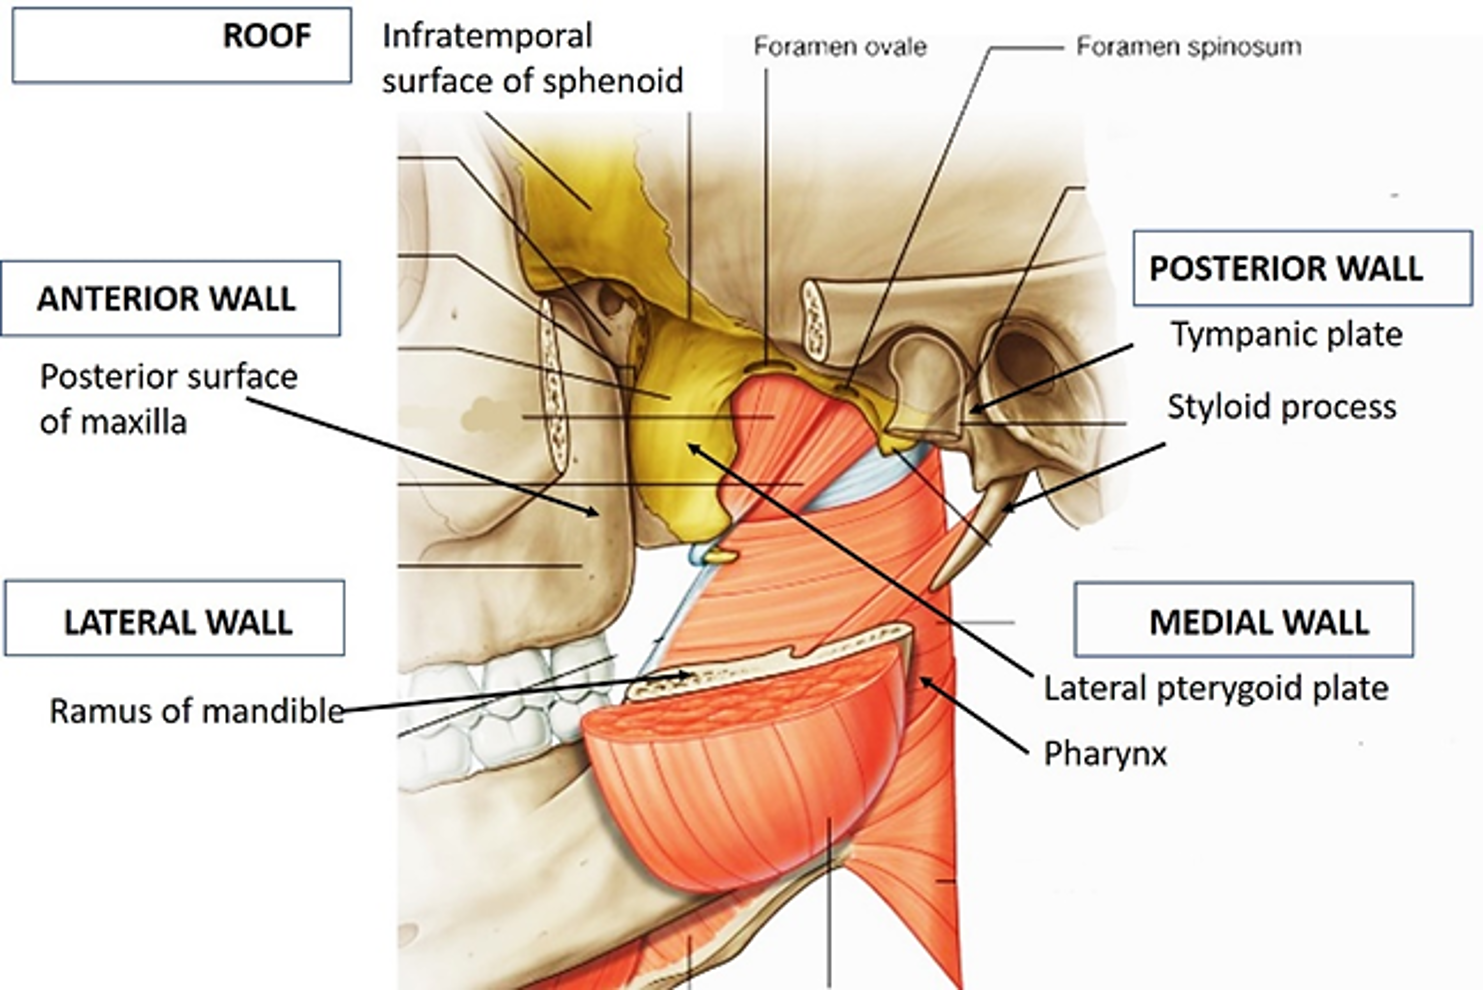 ROOF
Infratemporal
surface of sphenoid
Foramen ovale
Foramen spinosum
ANTERIOR WALL
Posterior surface
of maxilla
POSTERIOR WALL
Tympanic plate
Styloid process
LATERAL WALL
Ramus of mandible
MEDIAL WALL
Lateral pterygoid plate
Pharynx